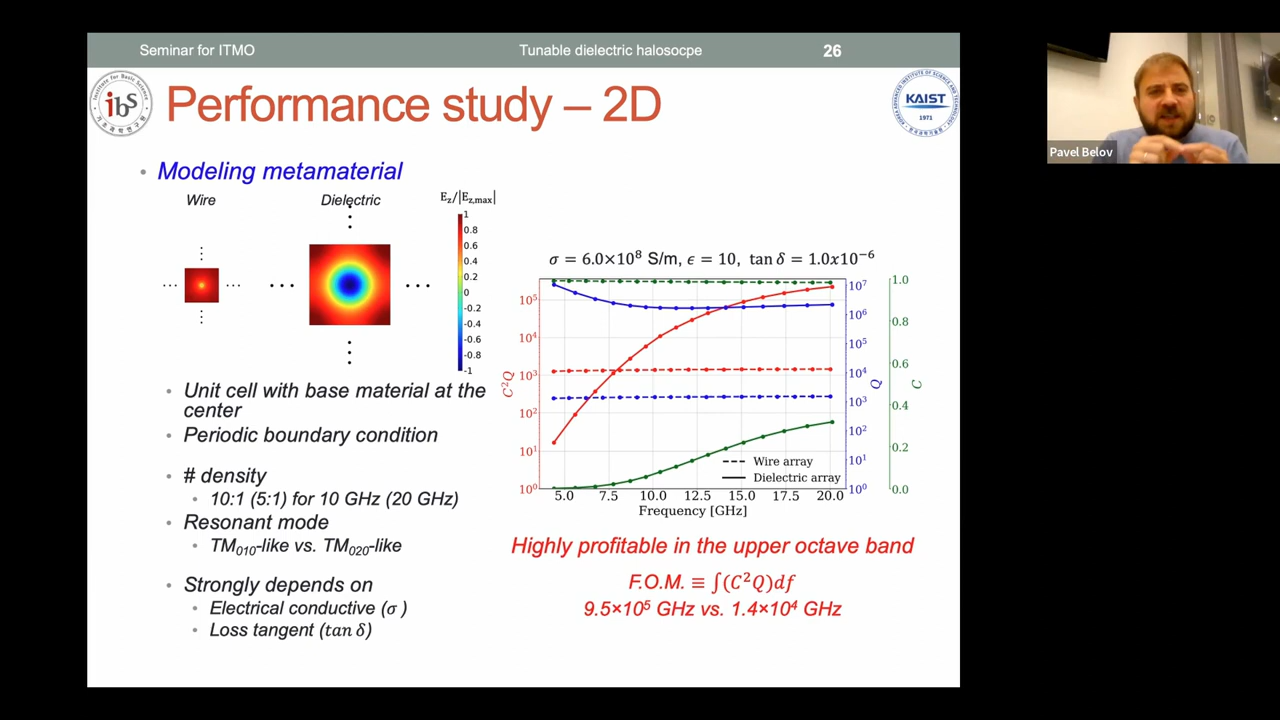 Seminar for ITMO
Tunable dielectric halosocpe
26
ibS
Performance study – 2D
KAIST
1971
Pavel Belov
• Modeling metamaterial
Wire
Dielectric
E_z/|E_z,max|
1
0.8
0.6
0.4
0.2
0
-0.2
-0.4
-0.6
-0.8
-1
σ = 6.0×10⁸ S/m, ϵ = 10, tan δ = 1.0x10⁻⁶
10⁵
10⁴
10³
10²
10¹
10⁰
C²Q
10⁷
10⁶
10⁵
10⁴
10³
10²
10¹
10⁰
Q
1.0
0.8
0.6
0.4
0.2
0.0
C
Wire array
Dielectric array
5.0 7.5 10.0 12.5 15.0 17.5 20.0
Frequency [GHz]
• Unit cell with base material at the
center
• Periodic boundary condition
• # density
• 10:1 (5:1) for 10 GHz (20 GHz)
• Resonant mode
• TM₀₁₀-like vs. TM₀₂₀-like
• Strongly depends on
• Electrical conductive (σ )
• Loss tangent (tan δ)
Highly profitable in the upper octave band
F.O.M. ≡ ∫(C²Q)df
9.5×10⁵ GHz vs. 1.4×10⁴ GHz